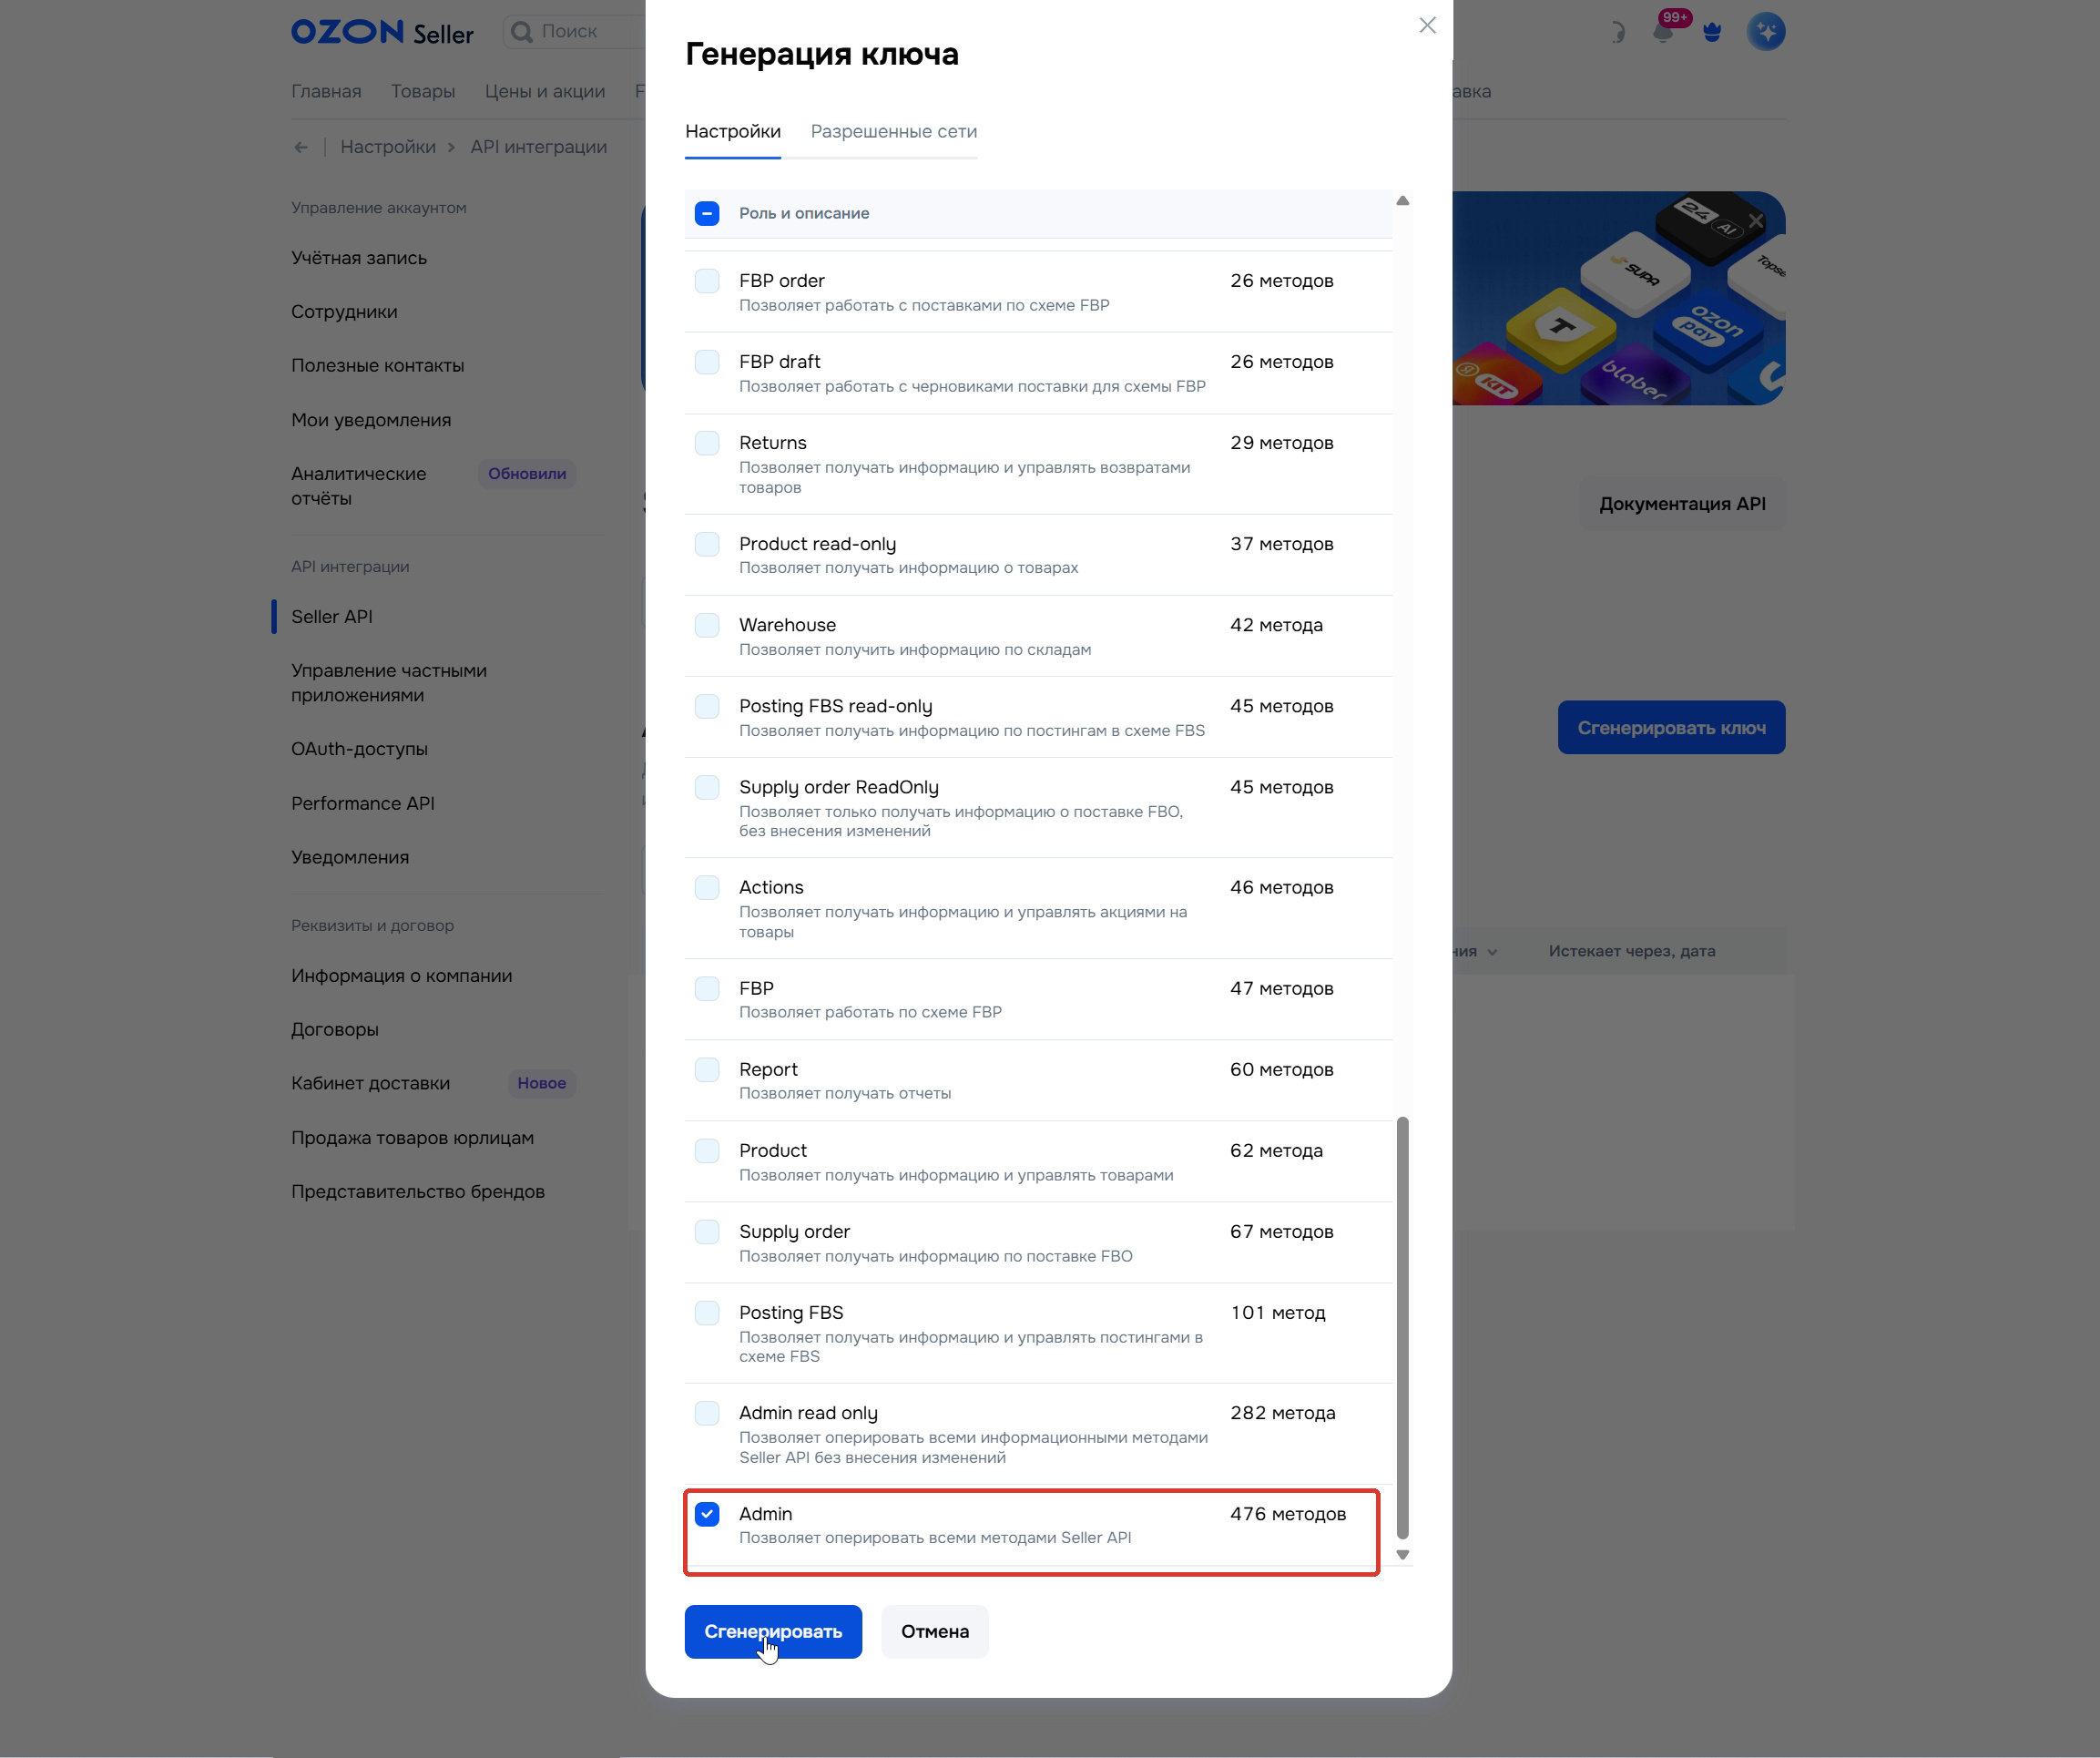 OZON Seller
Поиск
99+
Главная
Товары
Цены и акции
F
авка
Настройки
API интеграции
Управление аккаунтом
Учётная запись
Сотрудники
Полезные контакты
Мои уведомления
Аналитические
отчёты
Обновили
API интеграции
Seller API
Управление частными
приложениями
OAuth-доступы
Performance API
Уведомления
Реквизиты и договор
Информация о компании
Договоры
Кабинет доставки
Новое
Продажа товаров юрлицам
Представительство брендов
Генерация ключа
Настройки
Разрешенные сети
Роль и описание
FBP order
26 методов
Позволяет работать с поставками по схеме FBP
FBP draft
26 методов
Позволяет работать с черновиками поставки для схемы FBP
Returns
29 методов
Позволяет получать информацию и управлять возвратами
товаров
Product read-only
37 методов
Позволяет получать информацию о товарах
Warehouse
42 метода
Позволяет получить информацию по складам
Posting FBS read-only
45 методов
Позволяет получать информацию по постингам в схеме FBS
Supply order ReadOnly
45 методов
Позволяет только получать информацию о поставке FBO,
без внесения изменений
Actions
46 методов
Позволяет получать информацию и управлять акциями на
товары
FBP
47 методов
Позволяет работать по схеме FBP
Report
60 методов
Позволяет получать отчеты
Product
62 метода
Позволяет получать информацию и управлять товарами
Supply order
67 методов
Позволяет получать информацию по поставке FBO
Posting FBS
101 метод
Позволяет получать информацию и управлять постингами в
схеме FBS
Admin read only
282 метода
Позволяет оперировать всеми информационными методами
Seller API без внесения изменений
Admin
476 методов
Позволяет оперировать всеми методами Seller API
Сгенерировать
Отмена
24
AI
SUPA
Topse
T
ozon
pay
Я
KIT
blaber
Документация API
Сгенерировать ключ
ния
Истекает через, дата